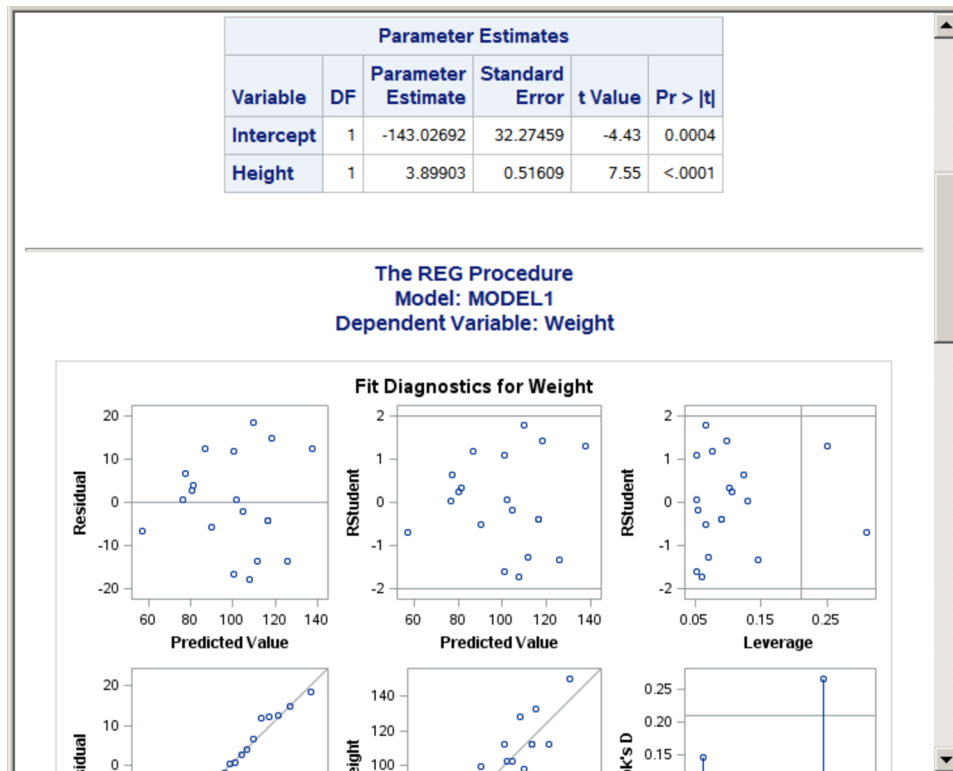 Parameter Estimates
Variable DF Parameter Estimate Standard Error t Value Pr > |t|
Intercept 1 -143.02692 32.27459 -4.43 0.0004
Height 1 3.89903 0.51609 7.55 <.0001
The REG Procedure
Model: MODEL1
Dependent Variable: Weight
Fit Diagnostics for Weight
20
10
0
-10
-20
Residual
60 80 100 120 140
Predicted Value
2
1
0
-1
-2
RStudent
60 80 100 120 140
Predicted Value
2
1
0
-1
-2
RStudent
0.05 0.15 0.25
Leverage
20
10
0
idual
140
120
100
eight
0.25
0.20
0.15
k's D